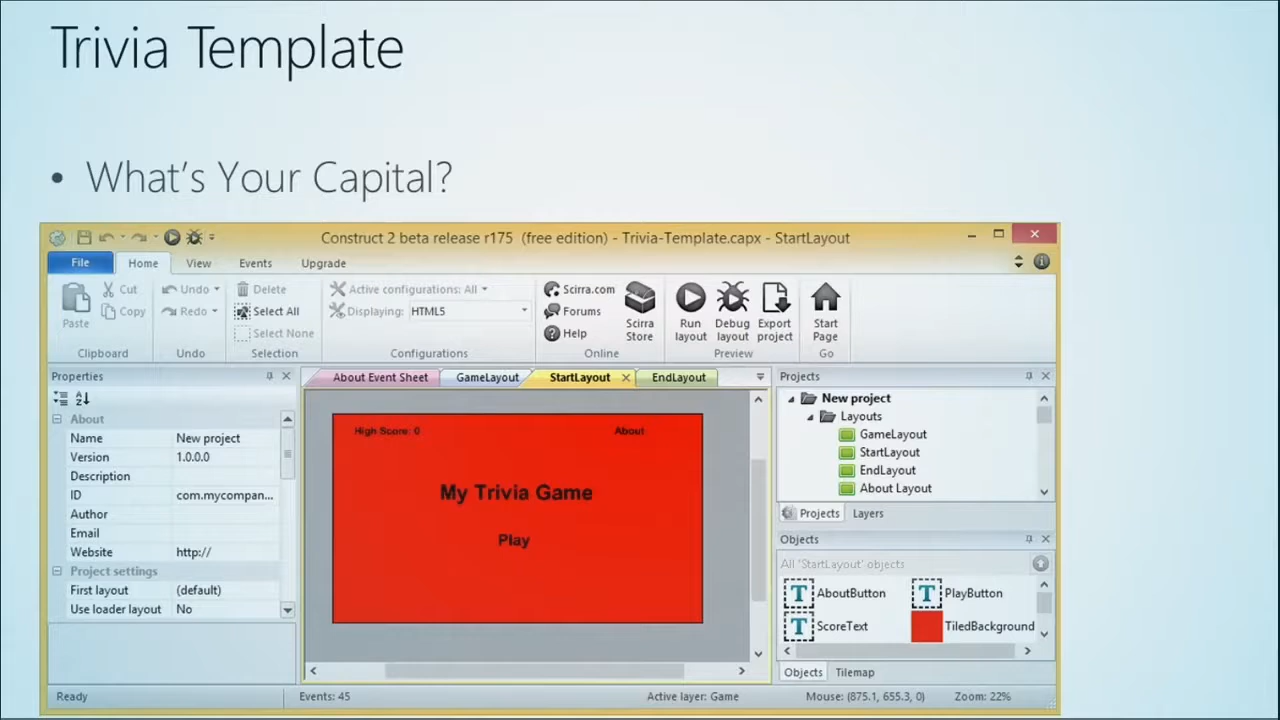 Trivia Template
• What's Your Capital?
Construct 2 beta release r175 (free edition) - Trivia-Template.capx - StartLayout
File Home View Events Upgrade
Paste
Cut
Copy
Clipboard
Undo
Redo
Undo
Delete
Select All
Select None
Selection
Active configurations: All
Displaying: HTML5
Configurations
Scirra.com
Forums
Help
Scirra Store
Online
Run layout
Debug layout
Export project
Preview
Start Page
Go
Properties
About
Name New project
Version 1.0.0.0
Description
ID com.mycompan...
Author
Email
Website http://
Project settings
First layout (default)
Use loader layout No
About Event Sheet GameLayout StartLayout EndLayout
High Score: 0 About
My Trivia Game
Play
Projects
New project
Layouts
GameLayout
StartLayout
EndLayout
About Layout
Projects Layers
Objects
All 'StartLayout' objects
T AboutButton T PlayButton
T ScoreText TiledBackground
Objects Tilemap
Ready Events: 45 Active layer: Game Mouse: (875.1, 655.3, 0) Zoom: 22%